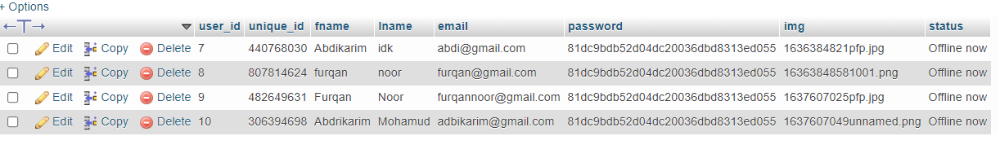 + Options
←T→ user_id unique_id fname lname email password img status
Edit Copy Delete 7 440768030 Abdikarim idk abdi@gmail.com 81dc9bdb52d04dc20036dbd8313ed055 1636384821pfp.jpg Offline now
Edit Copy Delete 8 807814624 furqan noor furqan@gmail.com 81dc9bdb52d04dc20036dbd8313ed055 16363848581001.png Offline now
Edit Copy Delete 9 482649631 Furqan Noor furqannoor@gmail.com 81dc9bdb52d04dc20036dbd8313ed055 1637607025pfp.jpg Offline now
Edit Copy Delete 10 306394698 Abdrikarim Mohamud adbikarim@gmail.com 81dc9bdb52d04dc20036dbd8313ed055 1637607049unnamed.png Offline now